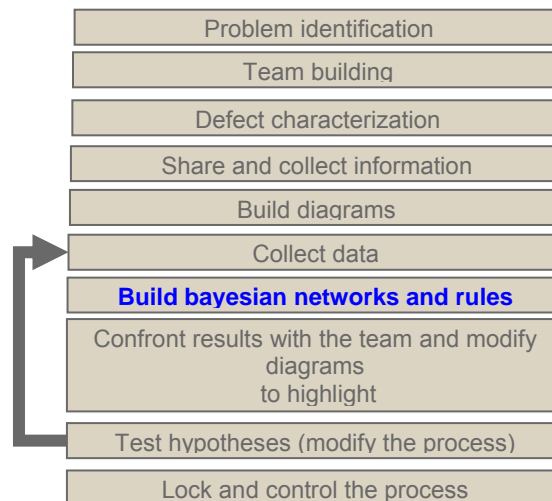 Problem identification
Team building
Defect characterization
Share and collect information
Build diagrams
Collect data
Build bayesian networks and rules
Confront results with the team and modify
diagrams
to highlight
Test hypotheses (modify the process)
Lock and control the process